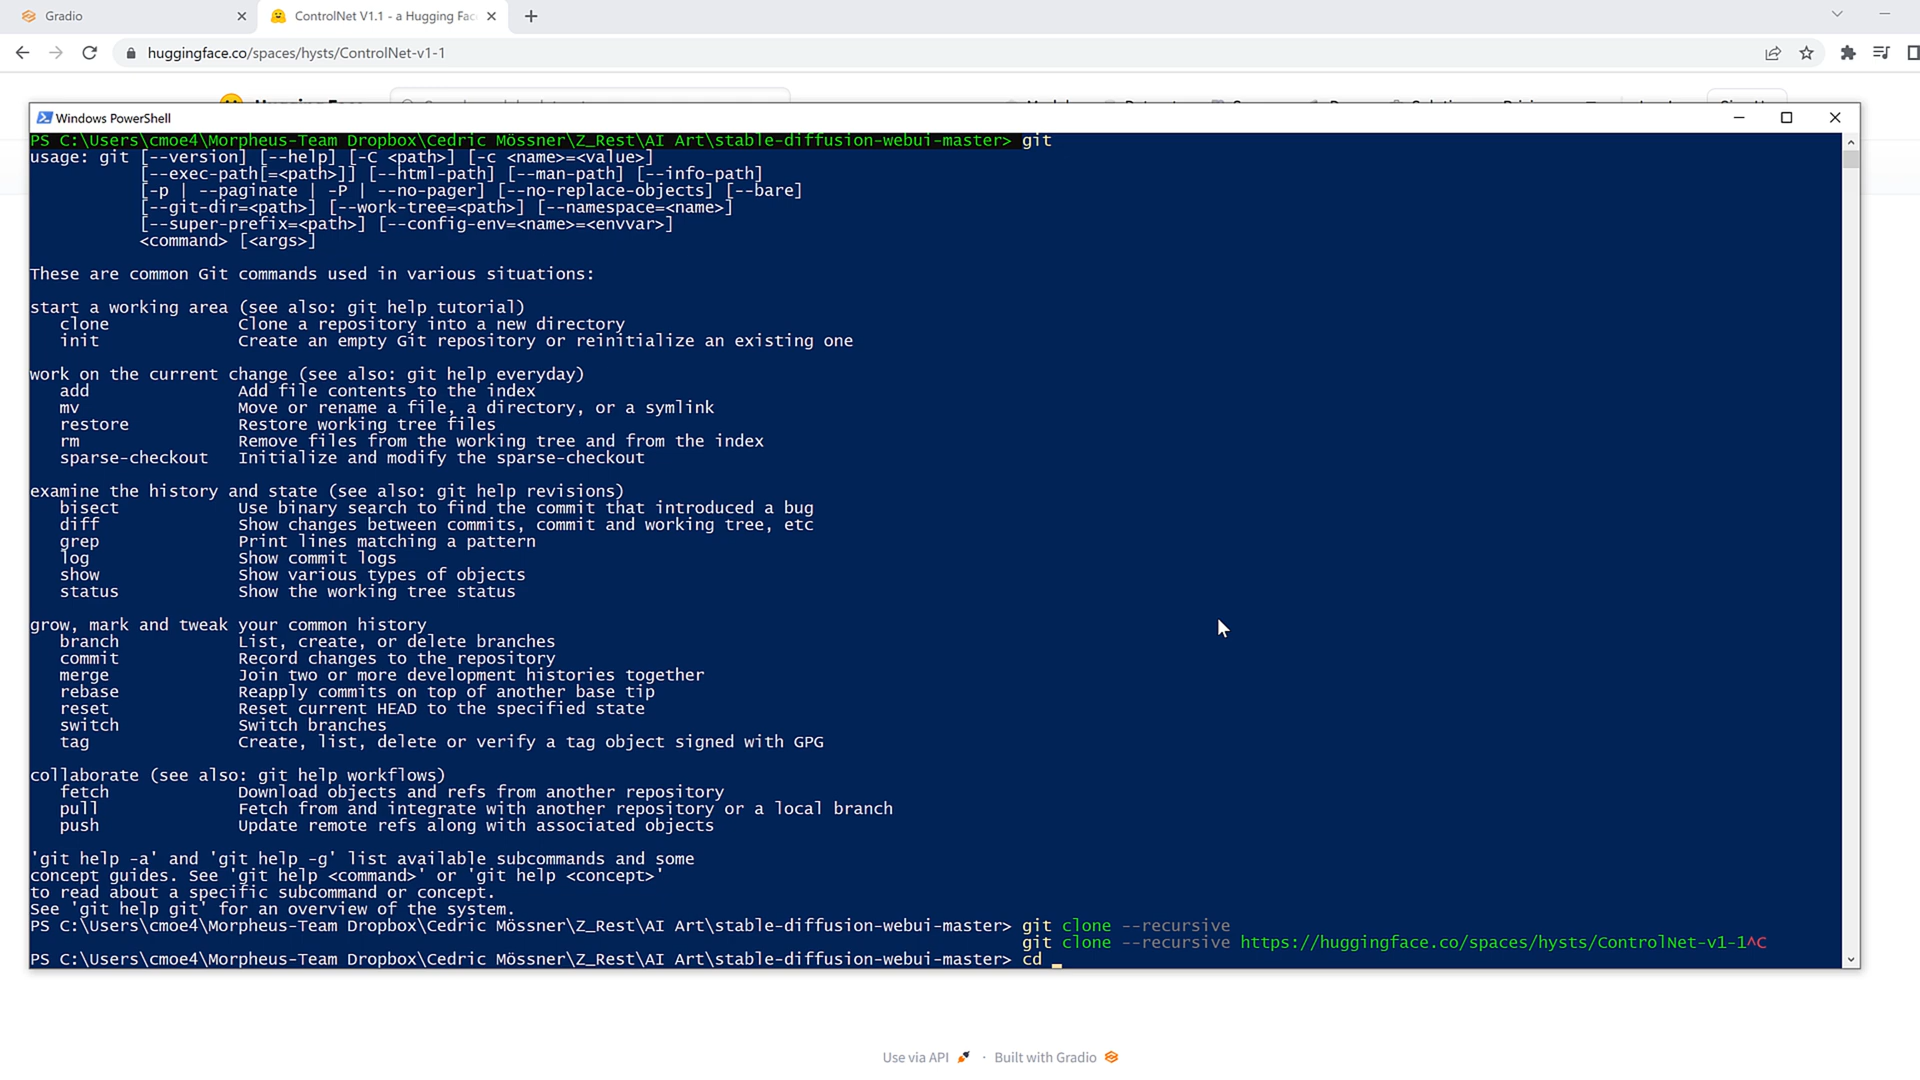 Gradio
ControlNet V1.1 - a Hugging Fac
huggingface.co/spaces/hysts/ControlNet-v1-1
Windows PowerShell
PS C:\Users\cmoe4\Morpheus-Team Dropbox\Cedric Mössner\Z_Rest\AI Art\stable-diffusion-webui-master> git
usage: git [--version] [--help] [-C <path>] [-c <name>=<value>]
[--exec-path[=<path>]] [--html-path] [--man-path] [--info-path]
[-p | --paginate | -P | --no-pager] [--no-replace-objects] [--bare]
[--git-dir=<path>] [--work-tree=<path>] [--namespace=<name>]
[--super-prefix=<path>] [--config-env=<name>=<envvar>]
<command> [<args>]
These are common Git commands used in various situations:
start a working area (see also: git help tutorial)
clone Clone a repository into a new directory
init Create an empty Git repository or reinitialize an existing one
work on the current change (see also: git help everyday)
add Add file contents to the index
mv Move or rename a file, a directory, or a symlink
restore Restore working tree files
rm Remove files from the working tree and from the index
sparse-checkout Initialize and modify the sparse-checkout
examine the history and state (see also: git help revisions)
bisect Use binary search to find the commit that introduced a bug
diff Show changes between commits, commit and working tree, etc
grep Print lines matching a pattern
log Show commit logs
show Show various types of objects
status Show the working tree status
grow, mark and tweak your common history
branch List, create, or delete branches
commit Record changes to the repository
merge Join two or more development histories together
rebase Reapply commits on top of another base tip
reset Reset current HEAD to the specified state
switch Switch branches
tag Create, list, delete or verify a tag object signed with GPG
collaborate (see also: git help workflows)
fetch Download objects and refs from another repository
pull Fetch from and integrate with another repository or a local branch
push Update remote refs along with associated objects
'git help -a' and 'git help -g' list available subcommands and some
concept guides. See 'git help <command>' or 'git help <concept>'
to read about a specific subcommand or concept.
See 'git help git' for an overview of the system.
PS C:\Users\cmoe4\Morpheus-Team Dropbox\Cedric Mössner\Z_Rest\AI Art\stable-diffusion-webui-master> git clone --recursive
git clone --recursive https://huggingface.co/spaces/hysts/ControlNet-v1-1^C
PS C:\Users\cmoe4\Morpheus-Team Dropbox\Cedric Mössner\Z_Rest\AI Art\stable-diffusion-webui-master> cd _
Use via API · Built with Gradio